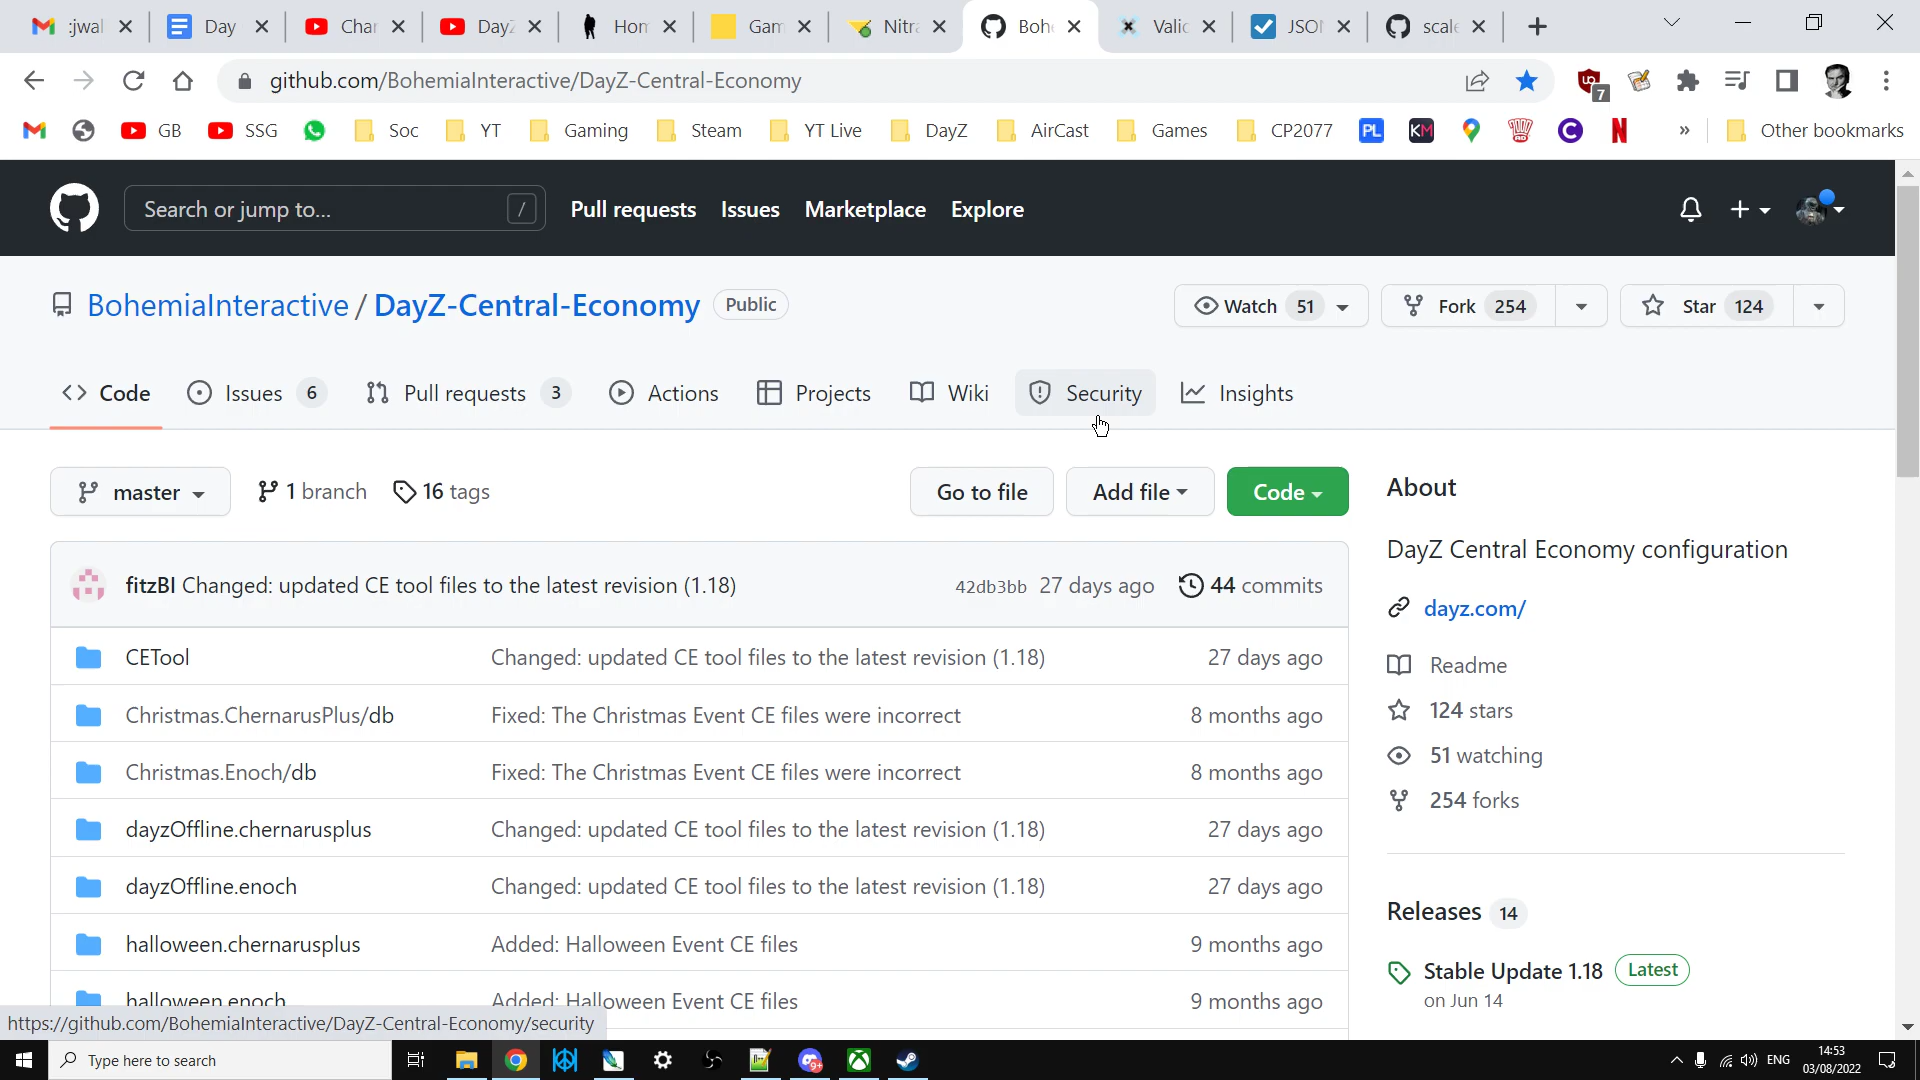 :jwal Day Char DayZ Hom Gam Nitra Bohe Valid JSON scale
github.com/BohemiaInteractive/DayZ-Central-Economy
7
GB SSG Soc YT Gaming Steam YT Live DayZ AirCast Games CP2077 PL KM » Other bookmarks
Search or jump to... / Pull requests Issues Marketplace Explore
BohemiaInteractive / DayZ-Central-Economy Public
Watch 51 Fork 254 Star 124
Code Issues 6 Pull requests 3 Actions Projects Wiki Security Insights
master 1 branch 16 tags Go to file Add file Code
About
DayZ Central Economy configuration
fitzBI Changed: updated CE tool files to the latest revision (1.18) 42db3bb 27 days ago 44 commits
dayz.com/
CETool Changed: updated CE tool files to the latest revision (1.18) 27 days ago
Readme
124 stars
Christmas.ChernarusPlus/db Fixed: The Christmas Event CE files were incorrect 8 months ago
51 watching
Christmas.Enoch/db Fixed: The Christmas Event CE files were incorrect 8 months ago
254 forks
dayzOffline.chernarusplus Changed: updated CE tool files to the latest revision (1.18) 27 days ago
dayzOffline.enoch Changed: updated CE tool files to the latest revision (1.18) 27 days ago
Releases 14
halloween.chernarusplus Added: Halloween Event CE files 9 months ago
Stable Update 1.18 Latest
on Jun 14
halloween.enoch Added: Halloween Event CE files 9 months ago
https://github.com/BohemiaInteractive/DayZ-Central-Economy/security
Type here to search
ENG
14:53
03/08/2022